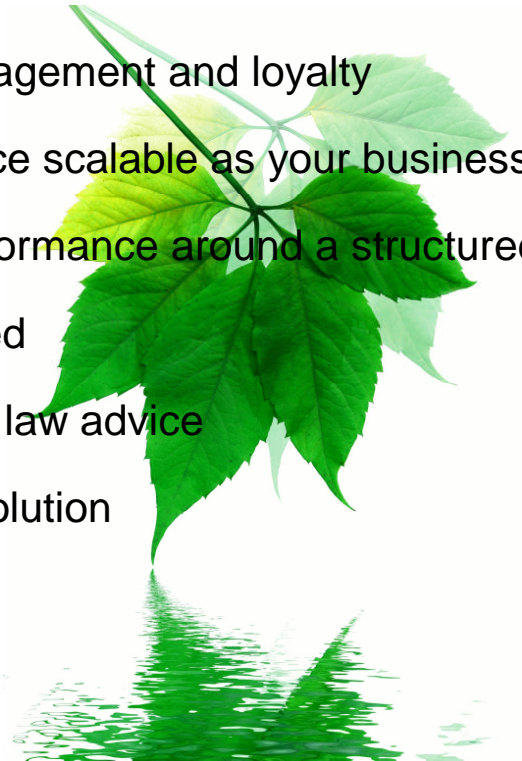 agement and loyalty
ce scalable as your business
ormance around a structured
ed
law advice
olution